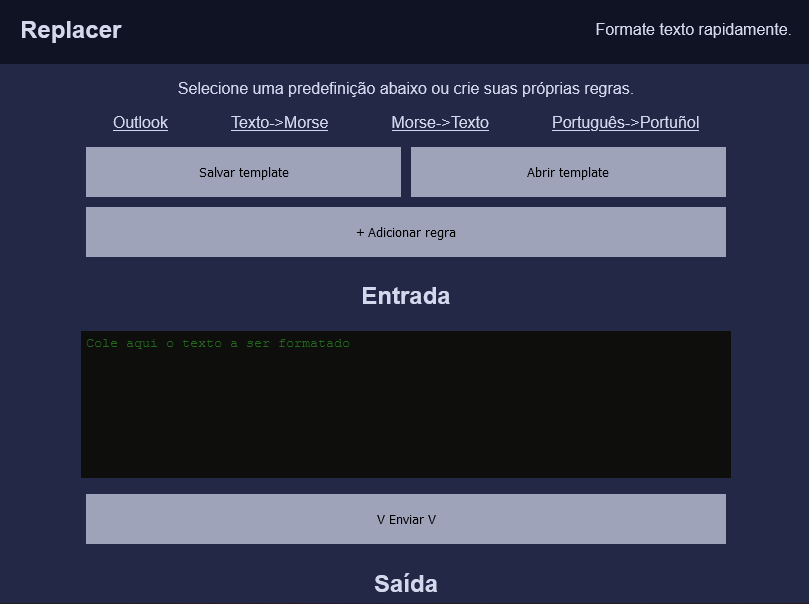 Replacer
Formate texto rapidamente.
Selecione uma predefinição abaixo ou crie suas próprias regras.
Outlook Texto->Morse Morse->Texto Português->Portuñol
Salvar template Abrir template
+ Adicionar regra
Entrada
Cole aqui o texto a ser formatado
V Enviar V
Saída